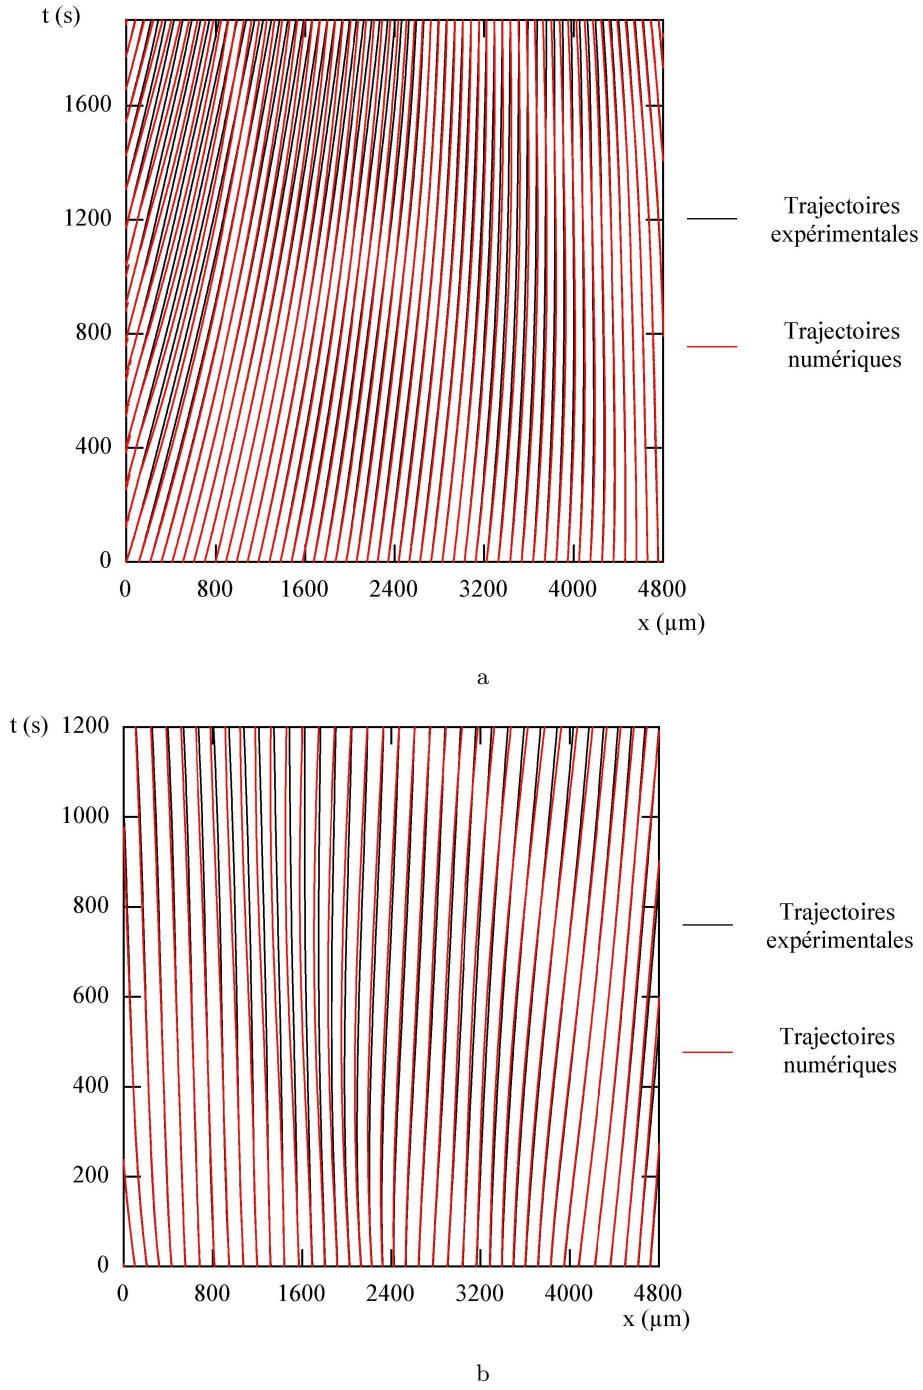 t (s)
1600
1200
800
400
0
0 800 1600 2400 3200 4000 4800
x (µm)
Trajectoires
expérimentales
Trajectoires
numériques
a
t (s) 1200
1000
800
600
400
200
0
0 800 1600 2400 3200 4000 4800
x (µm)
Trajectoires
expérimentales
Trajectoires
numériques
b